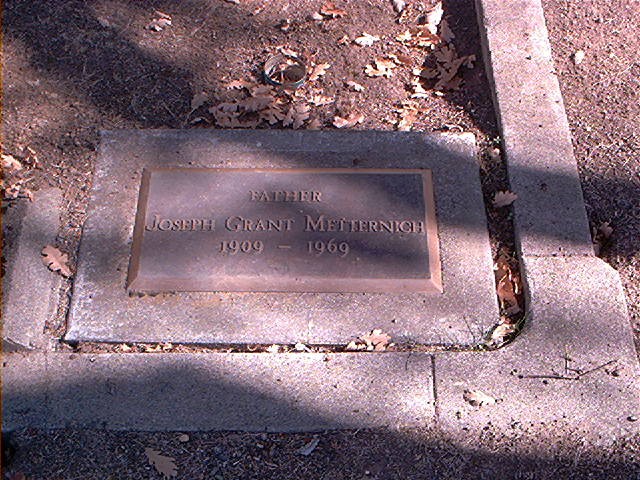 FATHER
JOSEPH GRANT METTERNICH
1909 – 1969